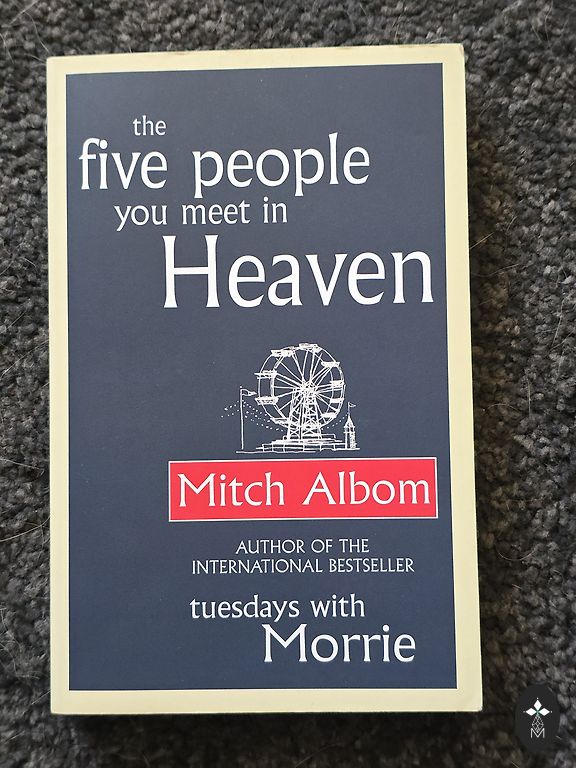 the
five people
you meet in
Heaven
Mitch Albom
AUTHOR OF THE
INTERNATIONAL BESTSELLER
tuesdays with
Morrie